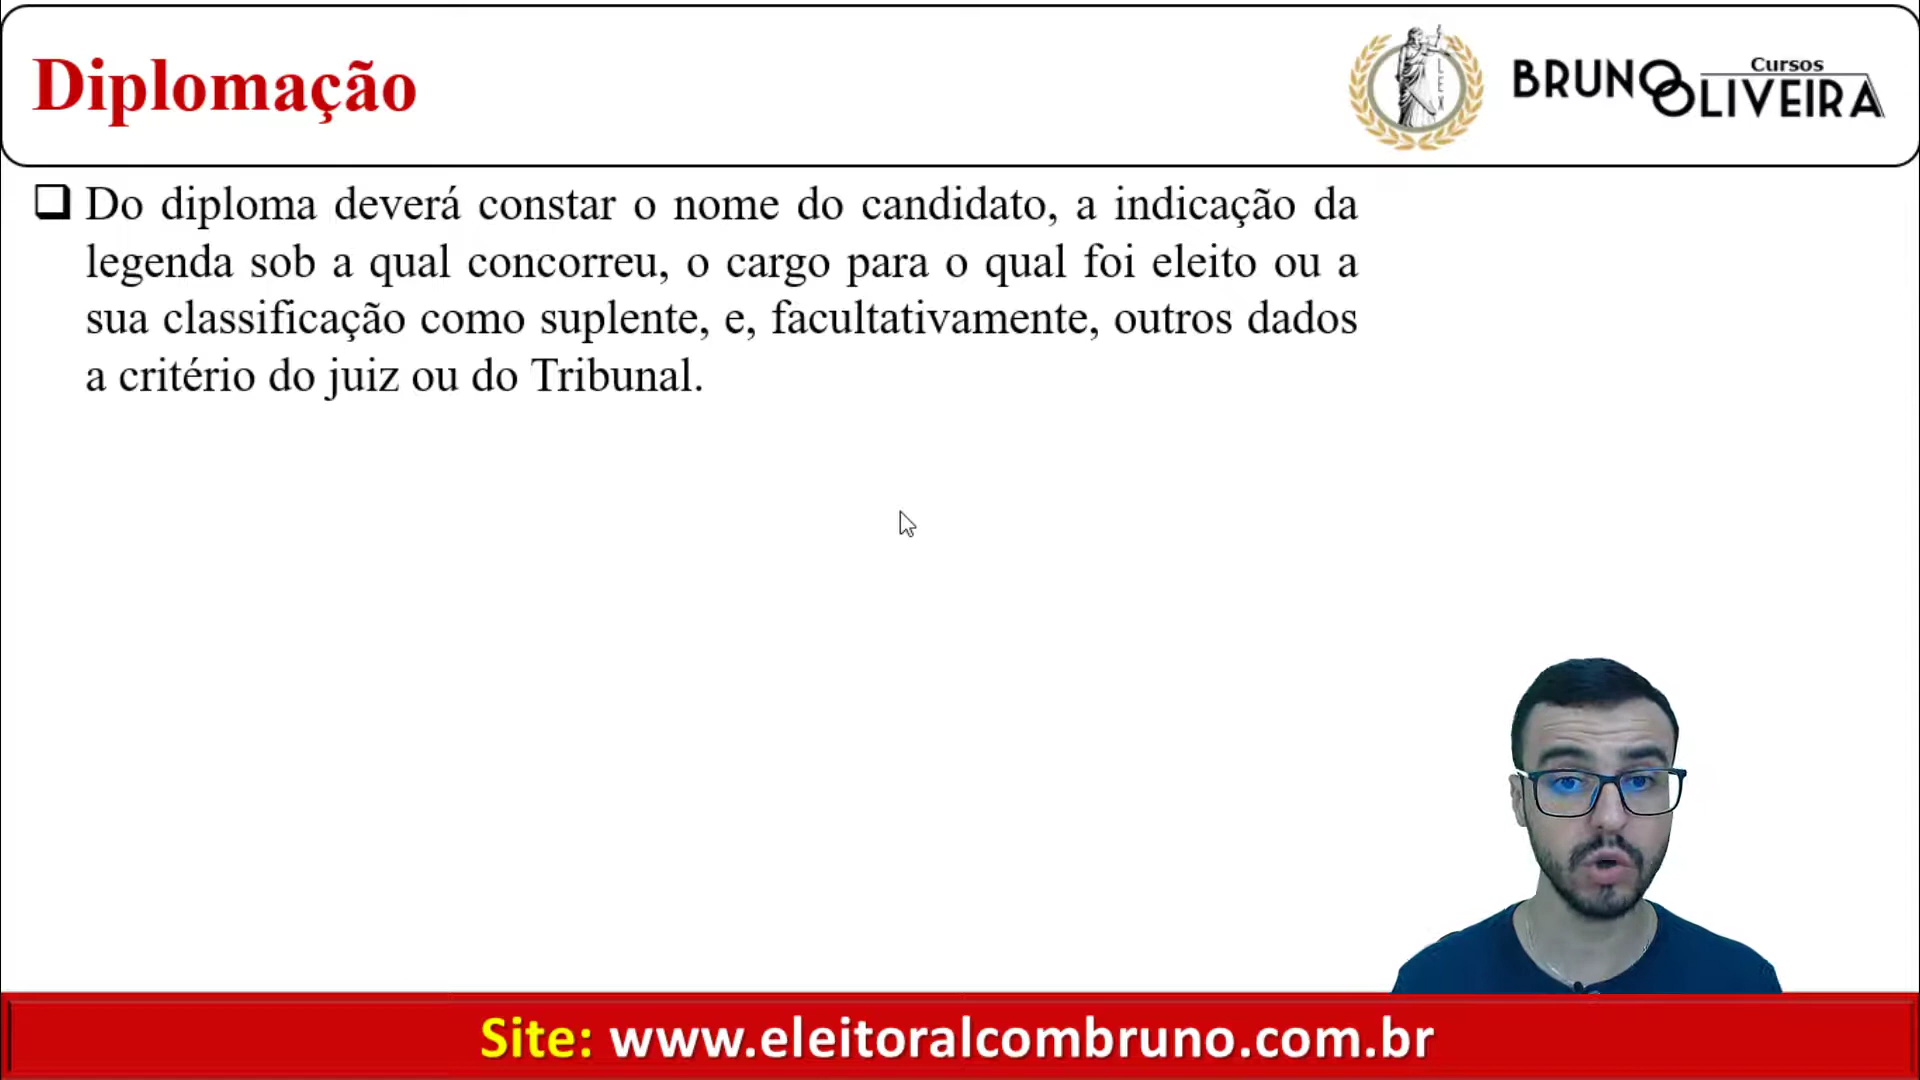 Diplomação
LEX
Cursos
BRUNO OLIVEIRA
Do diploma deverá constar o nome do candidato, a indicação da
legenda sob a qual concorreu, o cargo para o qual foi eleito ou a
sua classificação como suplente, e, facultativamente, outros dados
a critério do juiz ou do Tribunal.
Site: www.eleitoralcombruno.com.br